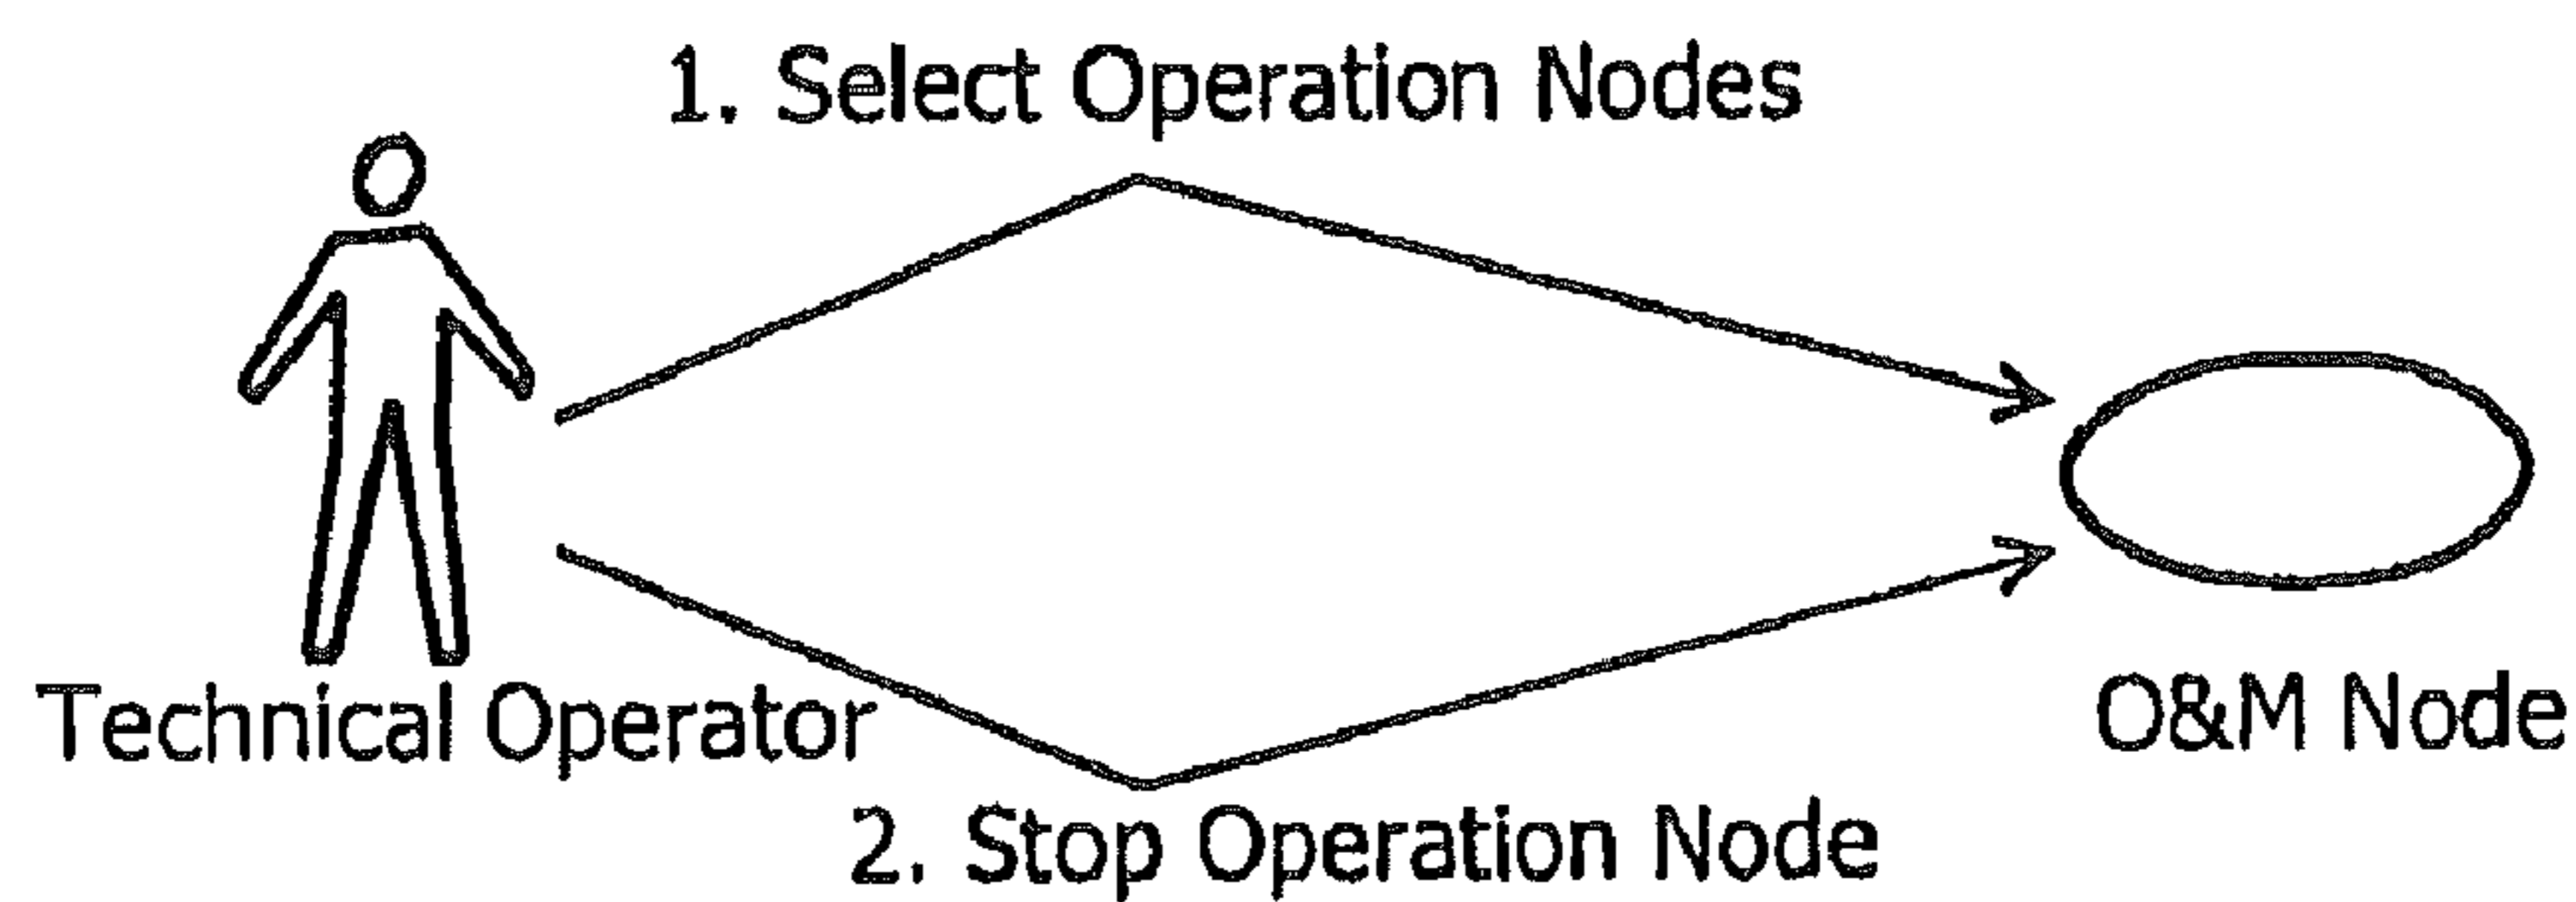 1. Select Operation Nodes
Technical Operator
O&M Node
2. Stop Operation Node